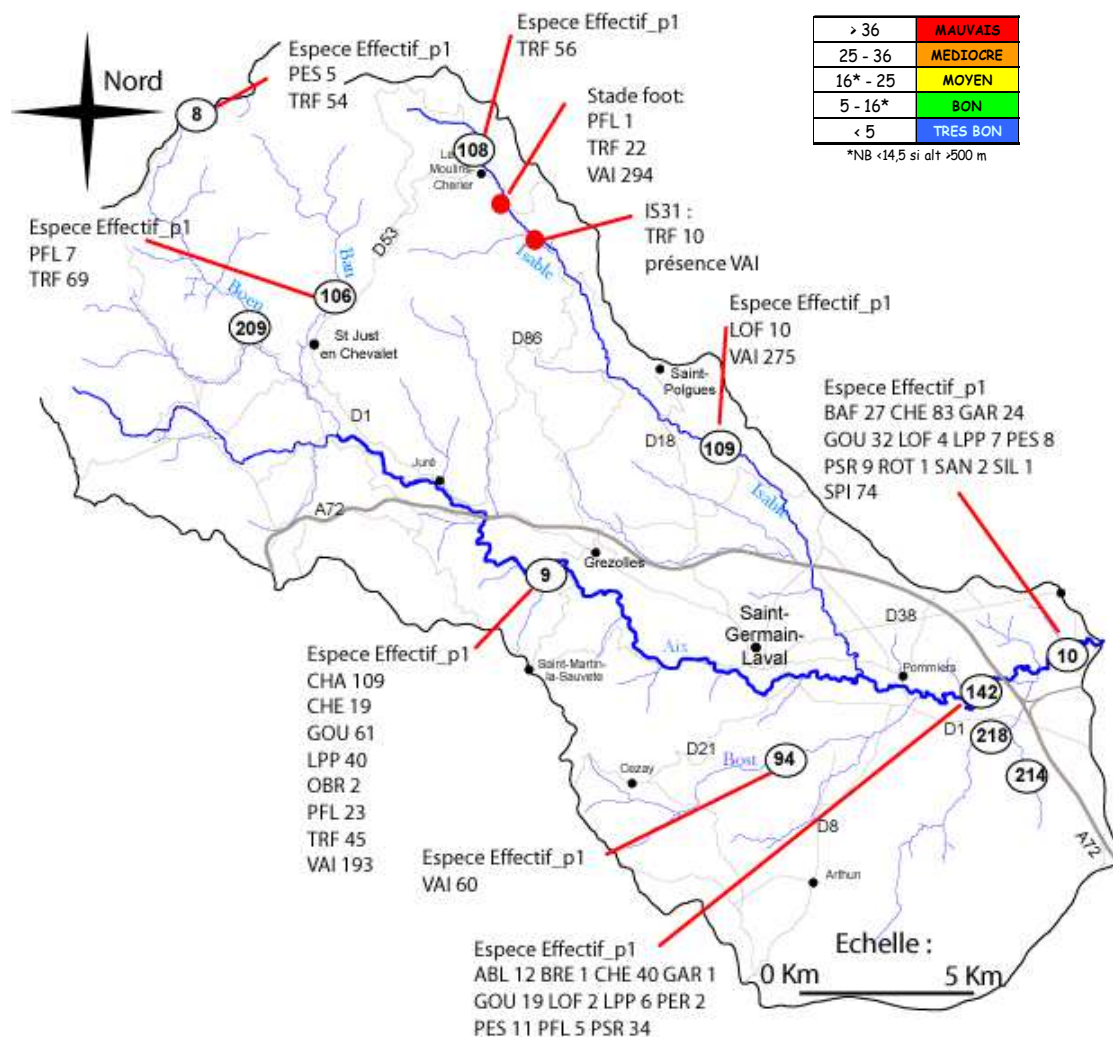 Espece Effectif_p1
TRF 56
> 36 MAUVAIS
25 - 36 MEDIOCRE
16* - 25 MOYEN
5 - 16* BON
< 5 TRES BON
*NB <14,5 si alt >500 m
Espece Effectif_p1
PES 5
TRF 54
Nord
8
Stade foot:
PFL 1
TRF 22
VAI 294
108
Moulins-
Cherier
IS31 :
TRF 10
présence VAI
Espece Effectif_p1
PFL 7
TRF 69
D53
Ban
Isable
Boen
106
209
St Just
en Chevalet
D86
Espece Effectif_p1
LOF 10
VAI 275
Saint-
Polgues
Espece Effectif_p1
BAF 27 CHE 83 GAR 24
GOU 32 LOF 4 LPP 7 PES 8
PSR 9 ROT 1 SAN 2 SIL 1
SPI 74
D1
D18
109
Juré
Isable
A72
Grezolles
9
D38
Saint-
Germain-
Laval
10
Espece Effectif_p1
CHA 109
CHE 19
GOU 61
LPP 40
OBR 2
PFL 23
TRF 45
VAI 193
Saint-Martin-
la-Sauvete
Aix
Pommiers
142
D1
218
D21
Bost
94
214
Cezay
D8
A72
Espece Effectif_p1
VAI 60
Arthun
Espece Effectif_p1
ABL 12 BRE 1 CHE 40 GAR 1
GOU 19 LOF 2 LPP 6 PER 2
PES 11 PFL 5 PSR 34
Echelle :
0 Km 5 Km